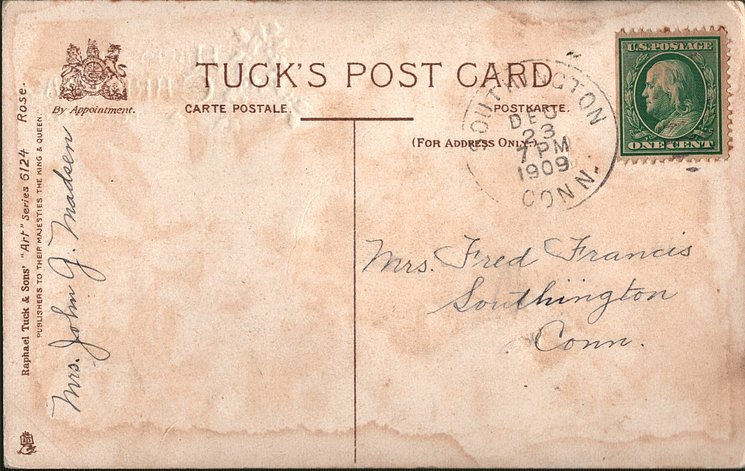 TUCK'S POST CARD
CARTE POSTALE.
POSTKARTE.
(FOR ADDRESS ONLY.)
By Appointment.
Raphael Tuck & Sons' "Art" Series 6124 Rose.
PUBLISHERS TO THEIR MAJESTIES THE KING & QUEEN.
Mrs. John G. Madsen
SOUTHINGTON
DEC
23
7 PM
1909
CONN.
U.S. POSTAGE
ONE CENT
Mrs. Fred Francis
Southington
Conn.